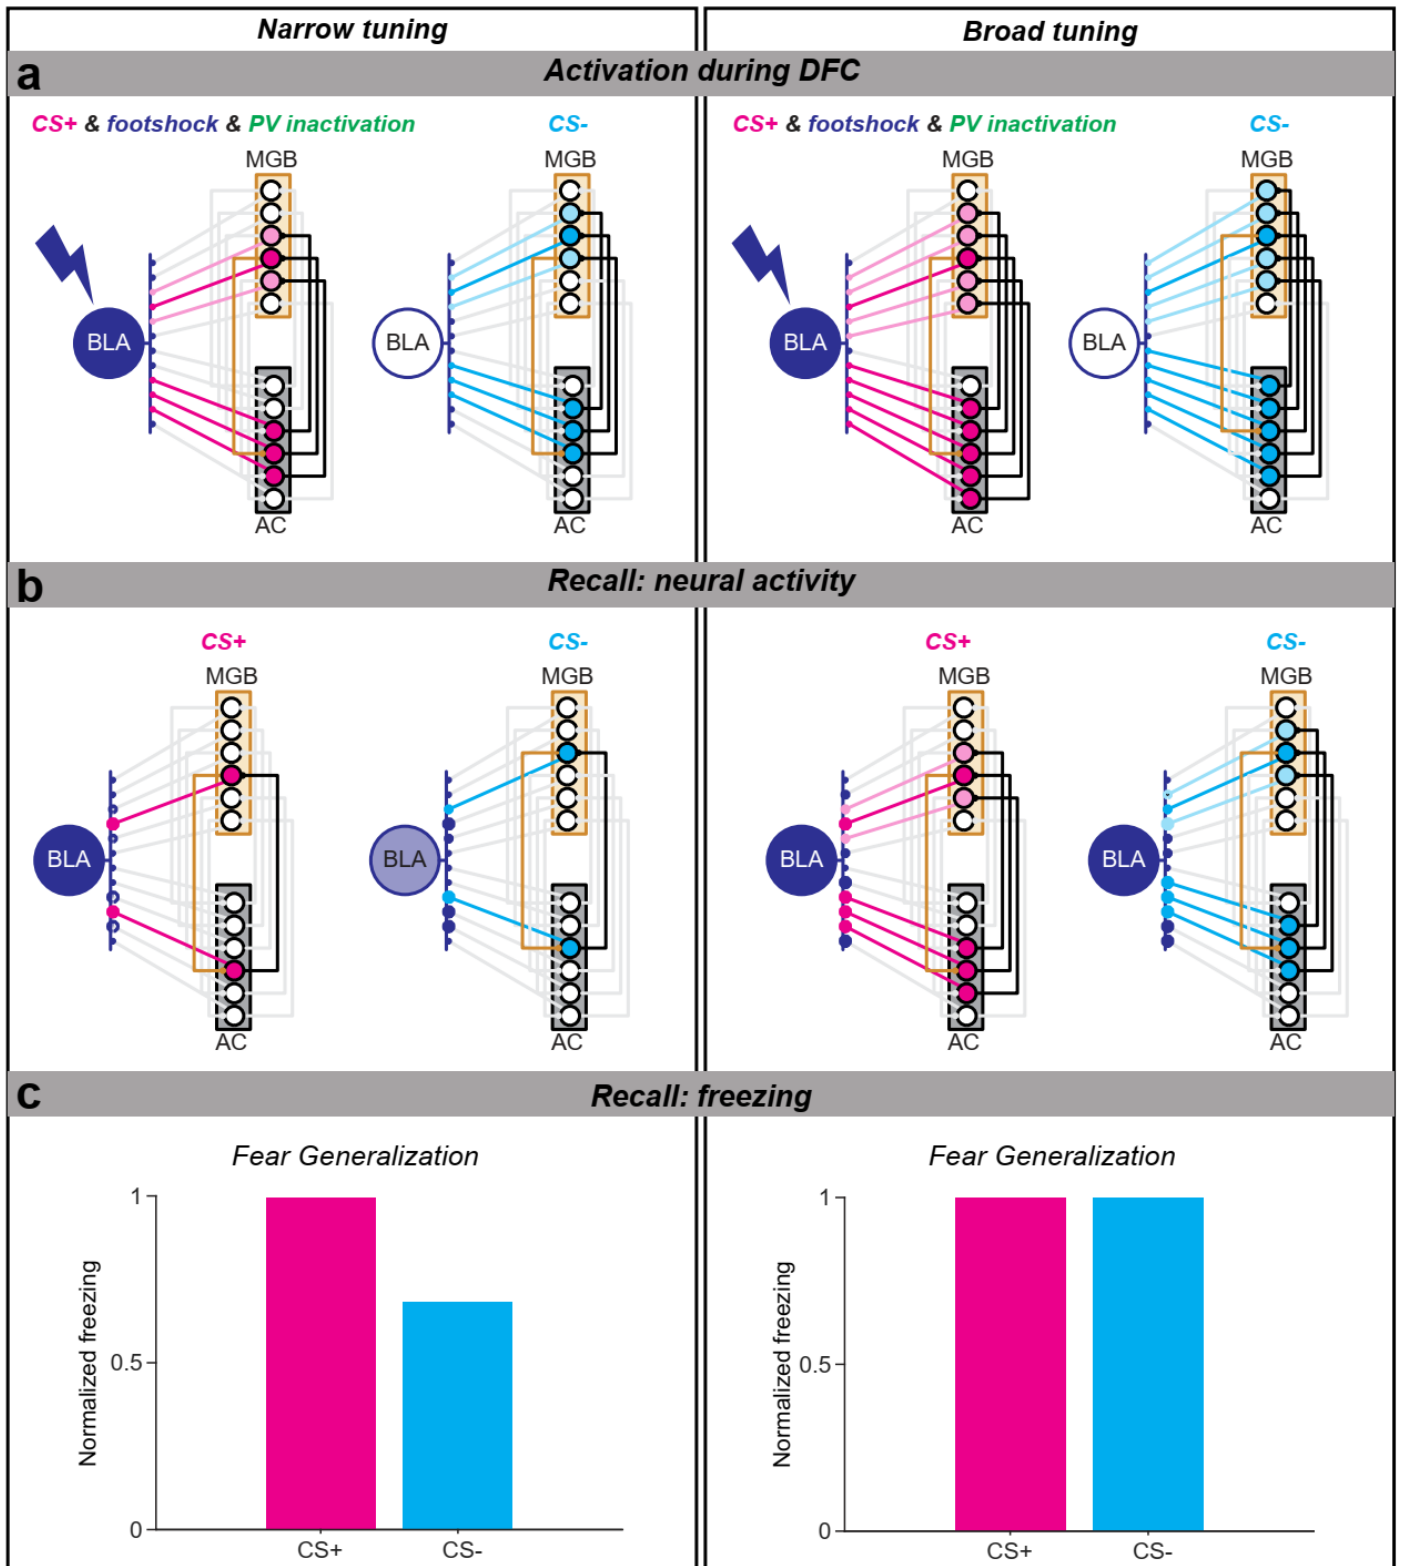 Narrow tuning
Broad tuning
a
Activation during DFC
CS+ & footshock & PV inactivation
CS-
CS+ & footshock & PV inactivation
CS-
MGB
MGB
MGB
MGB
BLA
BLA
BLA
BLA
AC
AC
AC
AC
b
Recall: neural activity
CS+
CS-
CS+
CS-
MGB
MGB
MGB
MGB
BLA
BLA
BLA
BLA
AC
AC
AC
AC
c
Recall: freezing
Fear Generalization
1
0.5
0
Normalized freezing
CS+
CS-
Fear Generalization
1
0.5
0
Normalized freezing
CS+
CS-